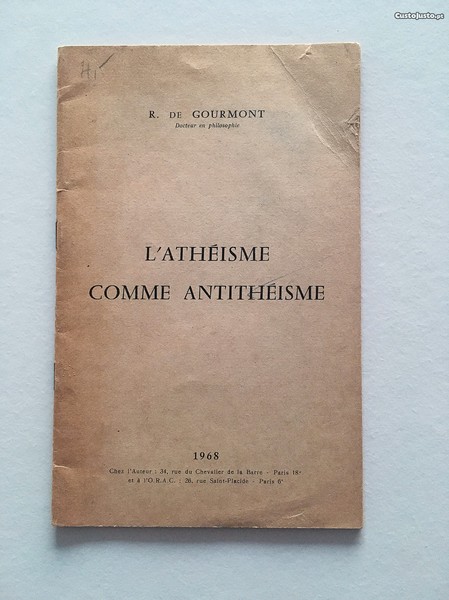 CustoJusto.pt
R. DE GOURMONT
Docteur en philosophie
L'ATHÉISME
COMME ANTITHÉISME
1968
Chez l'Auteur : 34, rue du Chevalier de la Barre - Paris 18e
et à l'O.R.A.C. : 26, rue Saint-Placide - Paris 6e